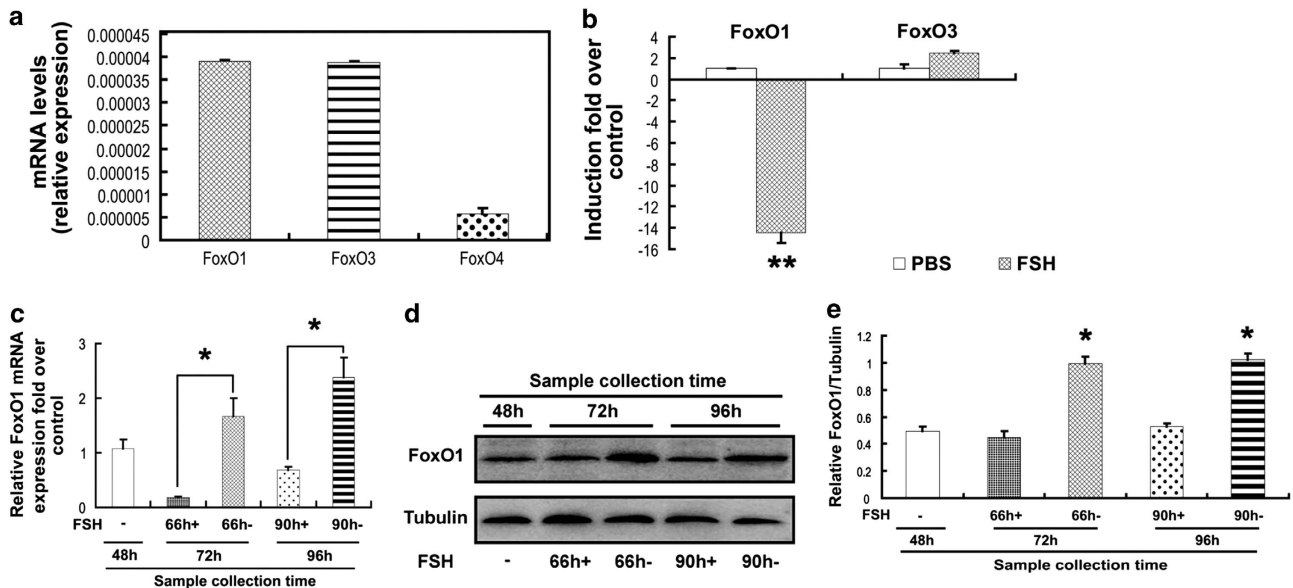 a
mRNA levels
(relative expression)
0.000045
0.00004
0.000035
0.00003
0.000025
0.00002
0.000015
0.00001
0.000005
0
FoxO1
FoxO3
FoxO4
b
Induction fold over
control
4
2
0
-2
-4
-6
-8
-10
-12
-14
-16
FoxO1
FoxO3
**
PBS
FSH
c
Relative FoxO1 mRNA
expression fold over
control
3
2
1
0
*
*
FSH - 66h+ 66h- 90h+ 90h-
48h 72h 96h
Sample collection time
d
Sample collection time
48h 72h 96h
FoxO1
Tubulin
FSH - 66h+ 66h- 90h+ 90h-
e
Relative FoxO1/Tubulin
1.2
1
0.8
0.6
0.4
0.2
0
*
*
FSH - 66h+ 66h- 90h+ 90h-
48h 72h 96h
Sample collection time